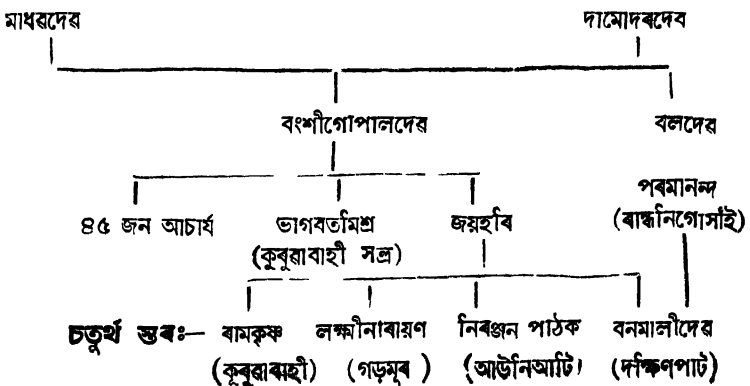 মাধৱদেৱ দামোদৰদেব
বংশীগোপালদেৱ বলদেৱ
পৰমানন্দ
৪৫ জন আচাৰ্য ভাগবতমিশ্ৰ জয়হৰি (ৰান্ধনিগোসাঁই)
(কুৰুৱাবাহী সত্ৰ)
চতুৰ্থ স্তৰঃ— ৰামকৃষ্ণ লক্ষ্মীনাৰায়ণ নিৰঞ্জন পাঠক বনমালীদেৱ
(কুৰুৱাবাহী) (গড়মূৰ) (আউনিআটি) (দক্ষিণপাট)